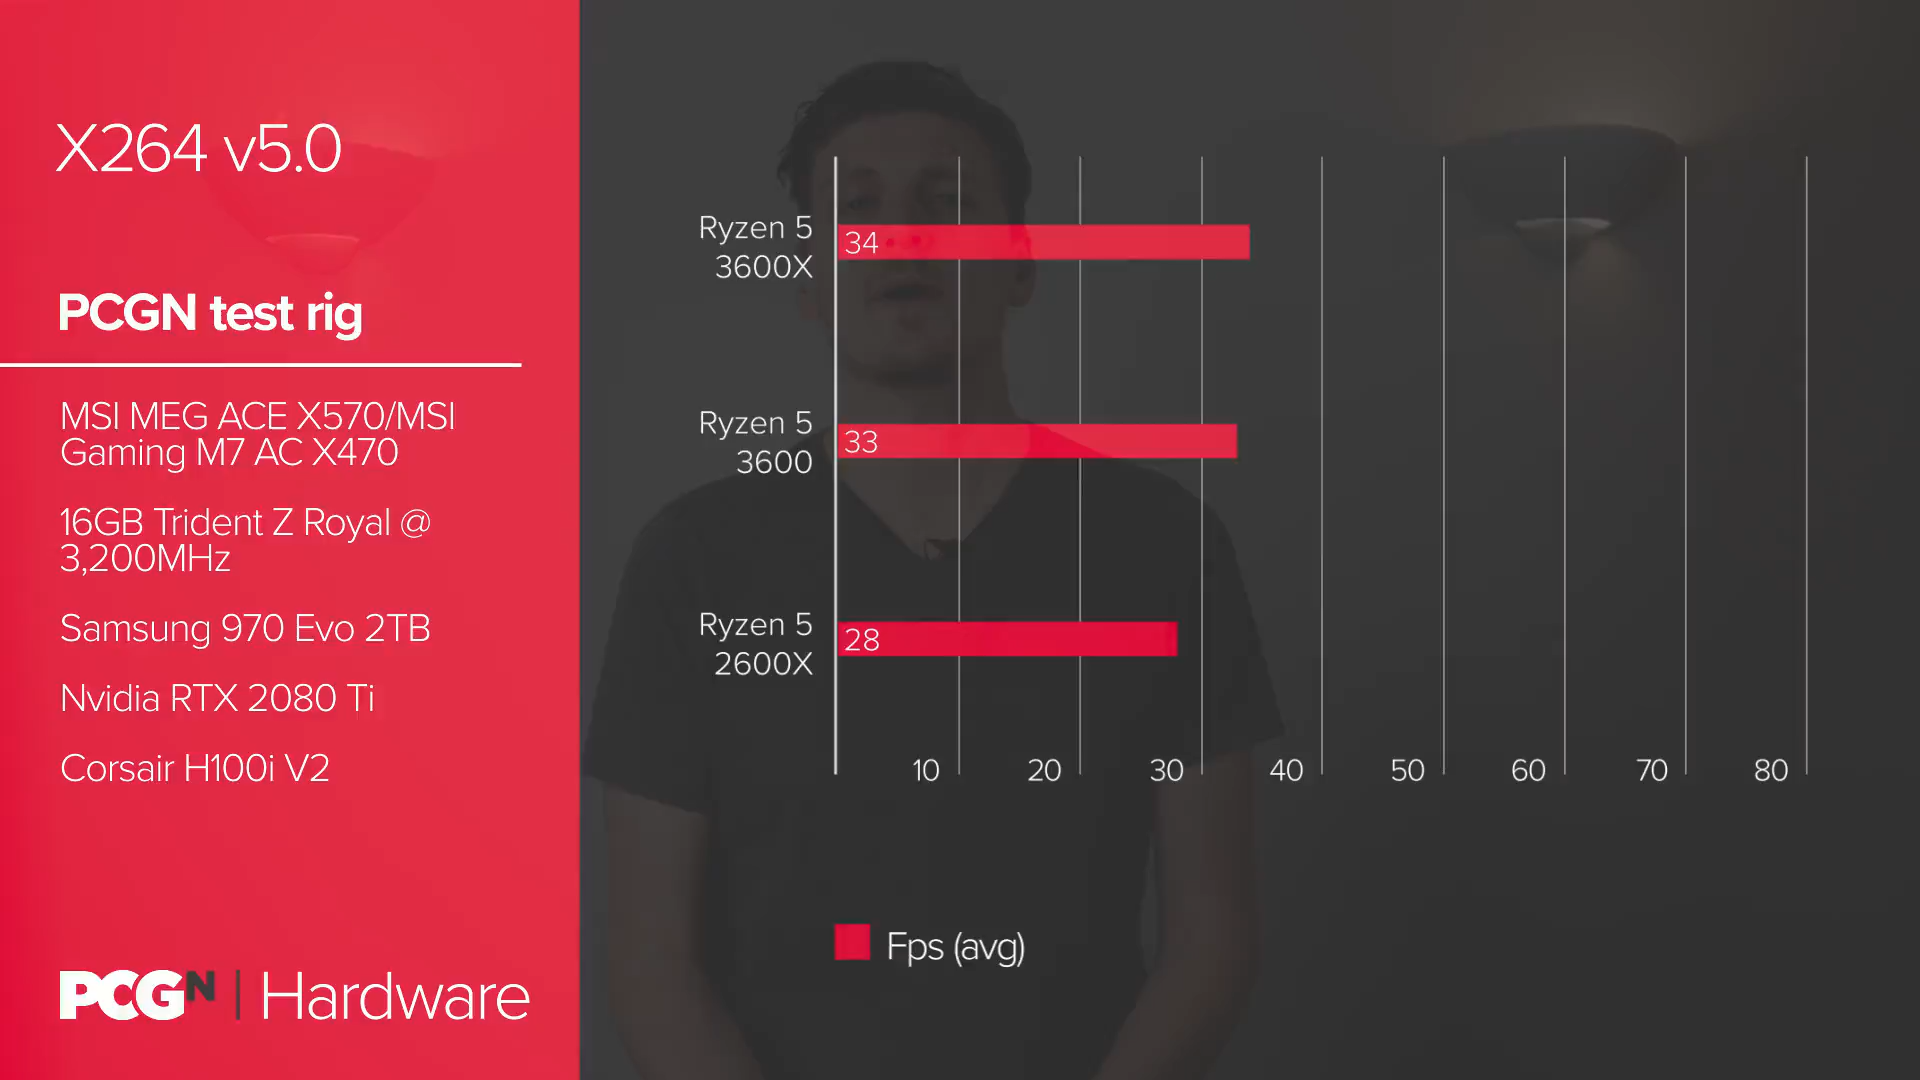 X264 v5.0
PCGN test rig
MSI MEG ACE X570/MSI
Gaming M7 AC X470
16GB Trident Z Royal @
3,200MHz
Samsung 970 Evo 2TB
Nvidia RTX 2080 Ti
Corsair H100i V2
PCGN | Hardware
Ryzen 5
3600X
34
Ryzen 5
3600
33
Ryzen 5
2600X
28
10 20 30 40 50 60 70 80
Fps (avg)